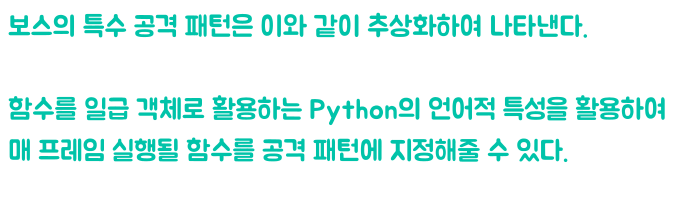 보스의 특수 공격 패턴은 이와 같이 추상화하여 나타낸다.
함수를 일급 객체로 활용하는 Python의 언어적 특성을 활용하여
매 프레임 실행될 함수를 공격 패턴에 지정해줄 수 있다.